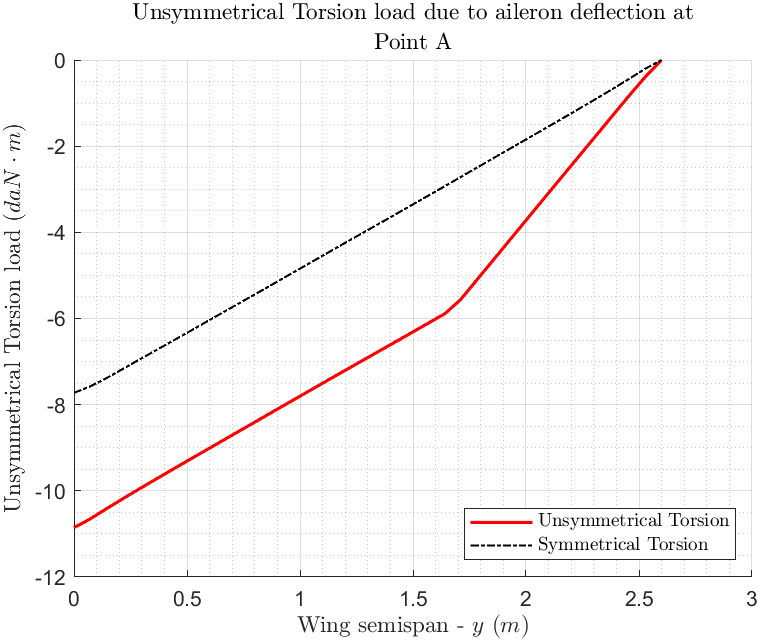 Unsymmetrical Torsion load due to aileron deflection at
Point A
Unsymmetrical Torsion load (daN · m)
0
-2
-4
-6
-8
-10
-12
0 0.5 1 1.5 2 2.5 3
Wing semispan - y (m)
Unsymmetrical Torsion
Symmetrical Torsion